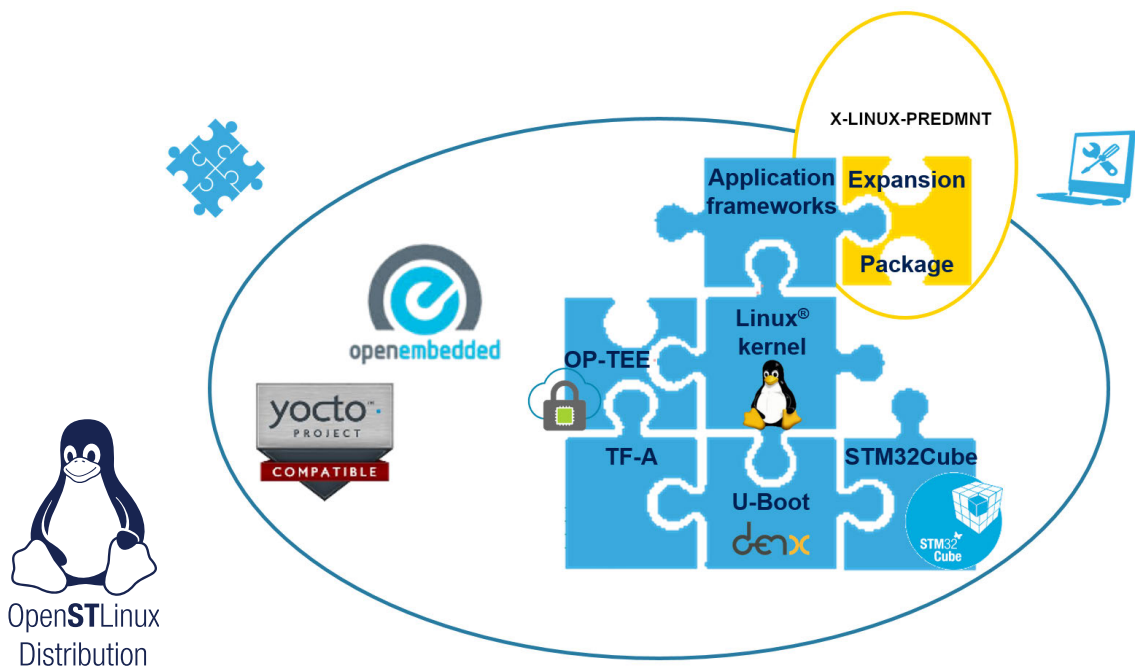 X-LINUX-PREDMNT
Application
frameworks
Expansion
Package
Linux®
kernel
openembedded
OP-TEE
yocto™
PROJECT
COMPATIBLE
TF-A
STM32Cube
U-Boot
denx
STM32
Cube
OpenSTLinux
Distribution